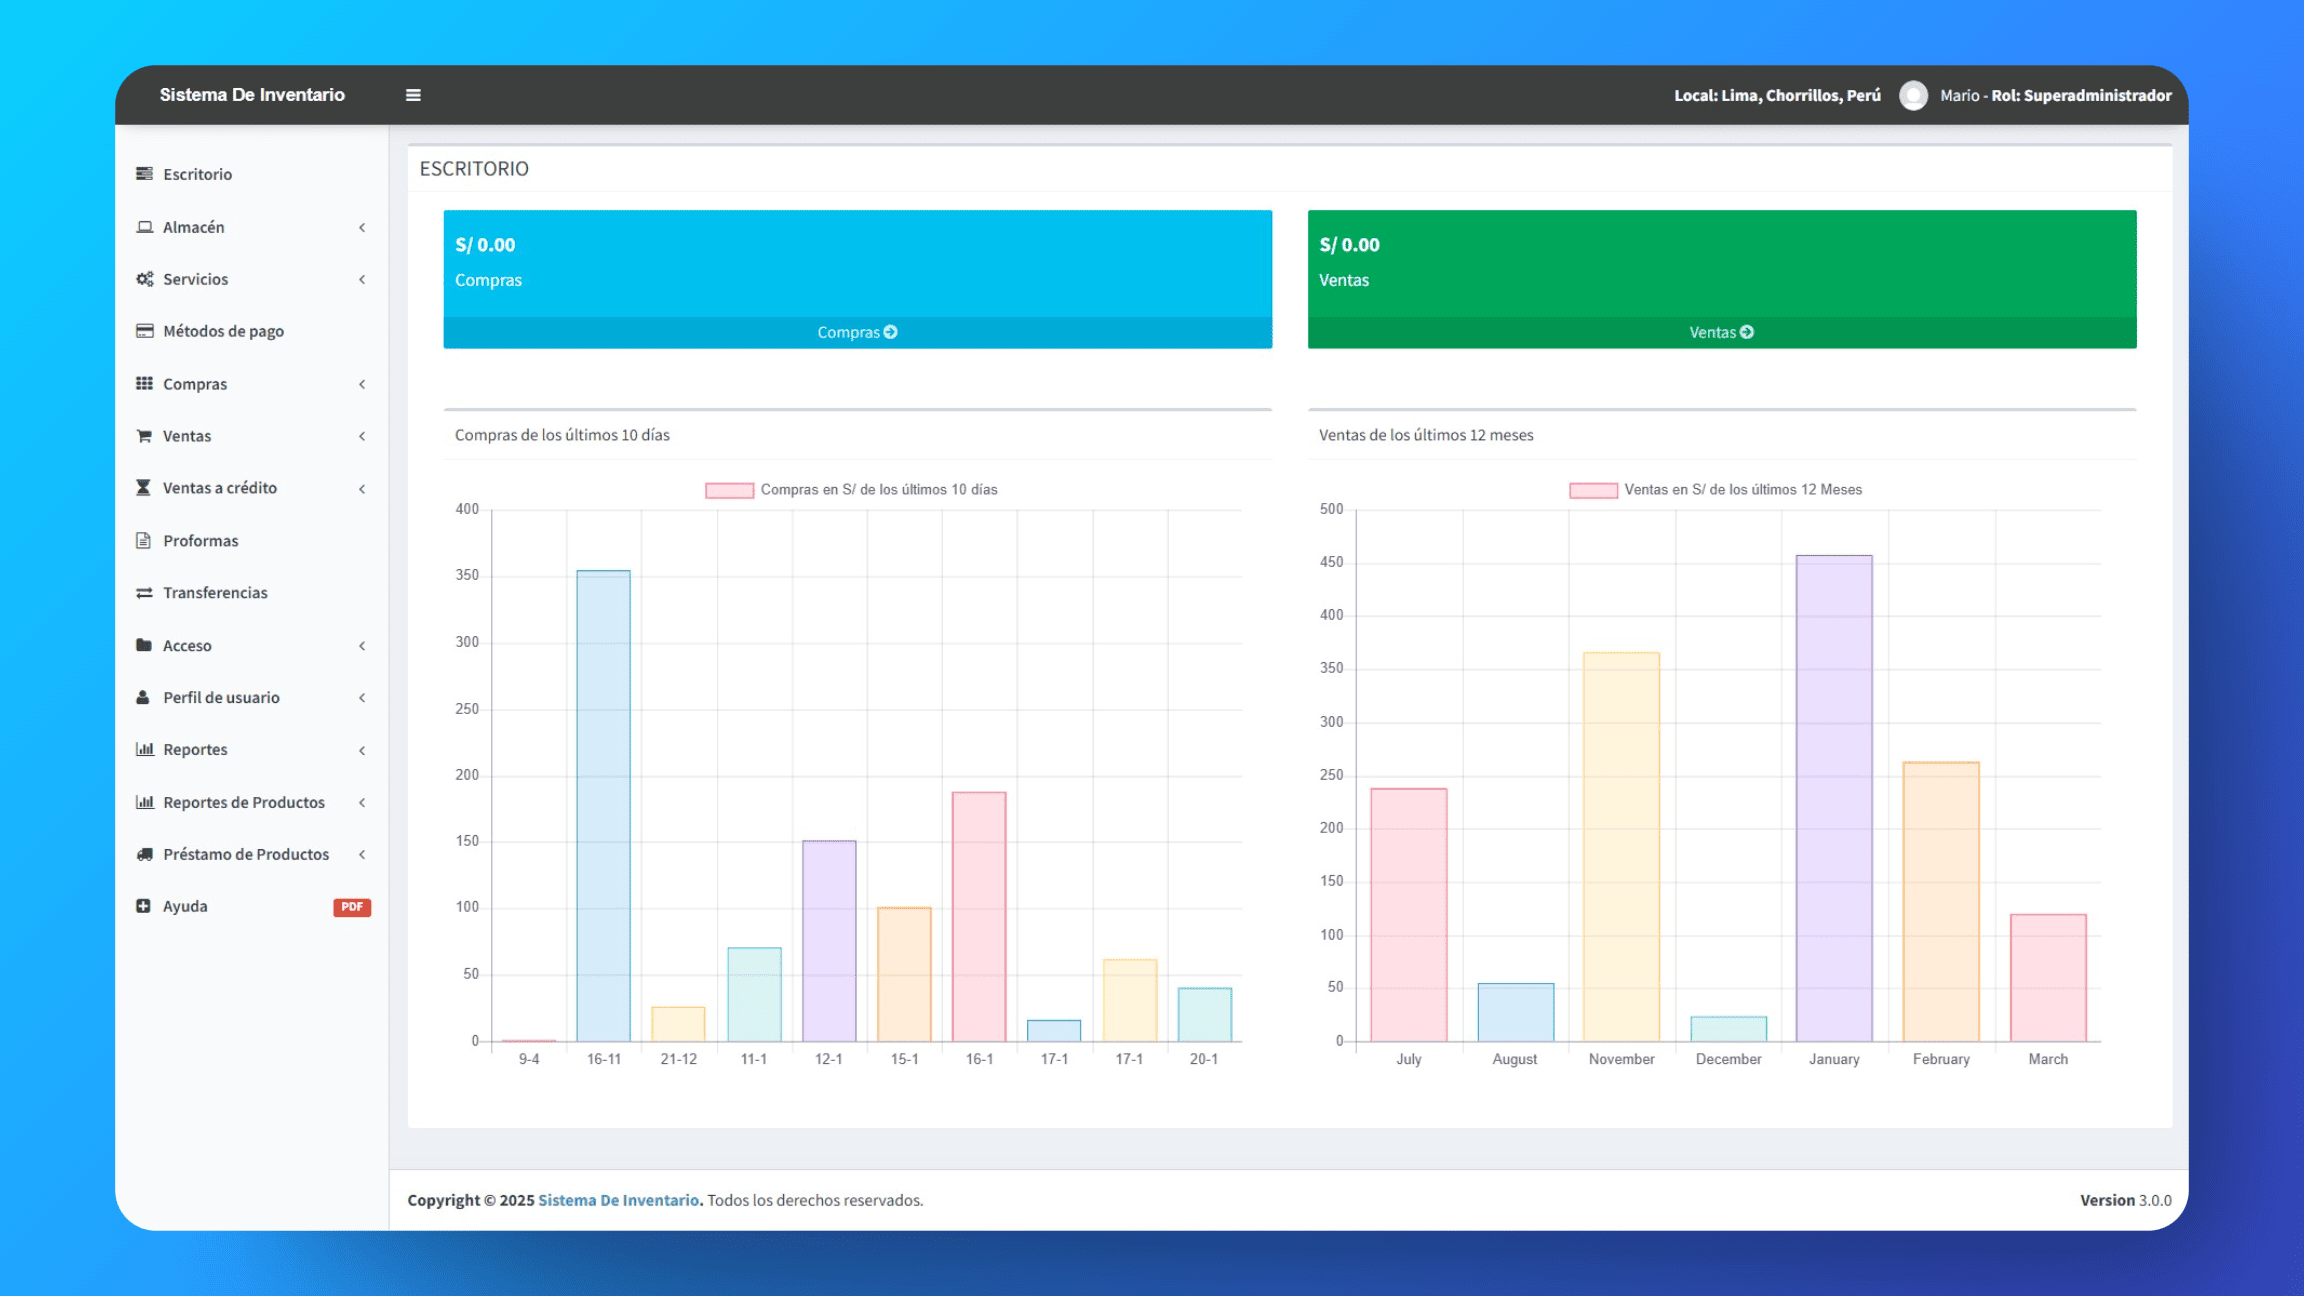 Sistema De Inventario
Local: Lima, Chorrillos, Perú Mario - Rol: Superadministrador
Escritorio
Almacén
Servicios
Métodos de pago
Compras
Ventas
Ventas a crédito
Proformas
Transferencias
Acceso
Perfil de usuario
Reportes
Reportes de Productos
Préstamo de Productos
Ayuda PDF
ESCRITORIO
S/ 0.00
Compras
Compras
S/ 0.00
Ventas
Ventas
Compras de los últimos 10 días
Compras en S/ de los últimos 10 días
400
350
300
250
200
150
100
50
0
9-4 16-11 21-12 11-1 12-1 15-1 16-1 17-1 17-1 20-1
Ventas de los últimos 12 meses
Ventas en S/ de los últimos 12 Meses
500
450
400
350
300
250
200
150
100
50
0
July August November December January February March
Copyright © 2025 Sistema De Inventario. Todos los derechos reservados.
Version 3.0.0